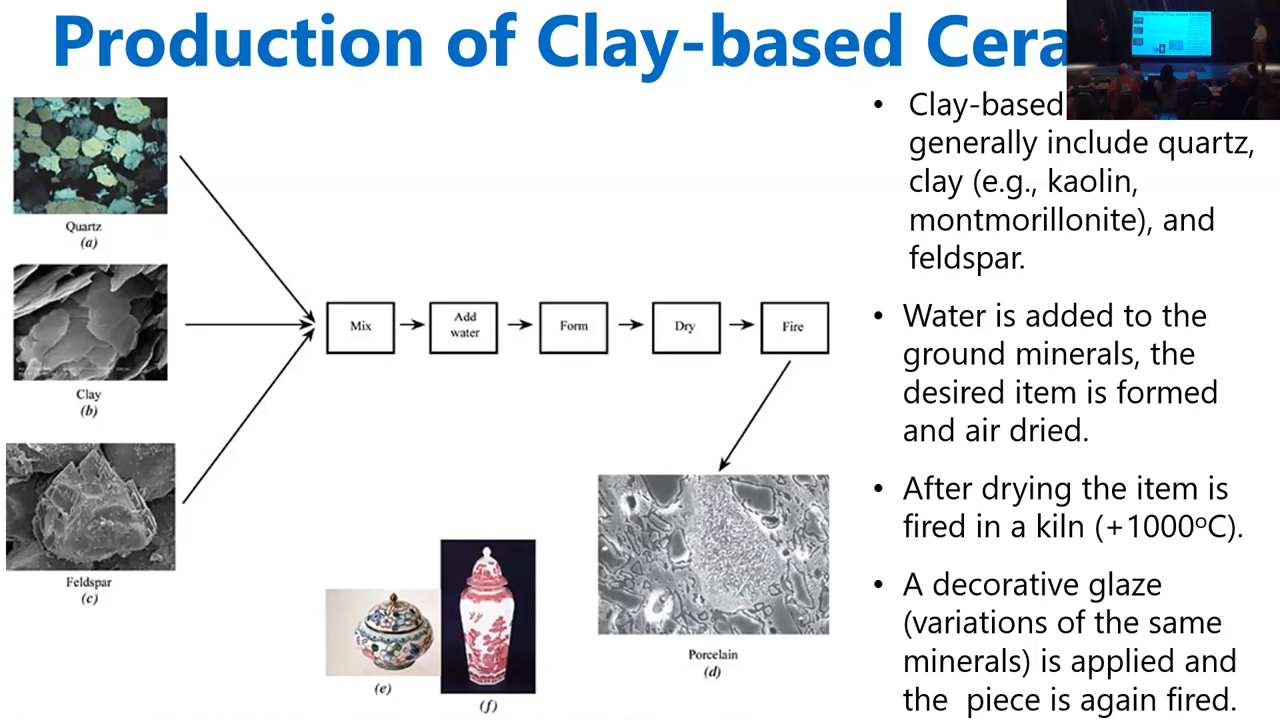 Production of Clay-based Cera
Quartz
(a)
Clay
(b)
Feldspar
(c)
Mix
Add
water
Form
Dry
Fire
Porcelain
(d)
(e)
(f)
• Clay-based
generally include quartz,
clay (e.g., kaolin,
montmorillonite), and
feldspar.
• Water is added to the
ground minerals, the
desired item is formed
and air dried.
• After drying the item is
fired in a kiln (+1000ºC).
• A decorative glaze
(variations of the same
minerals) is applied and
the piece is again fired.